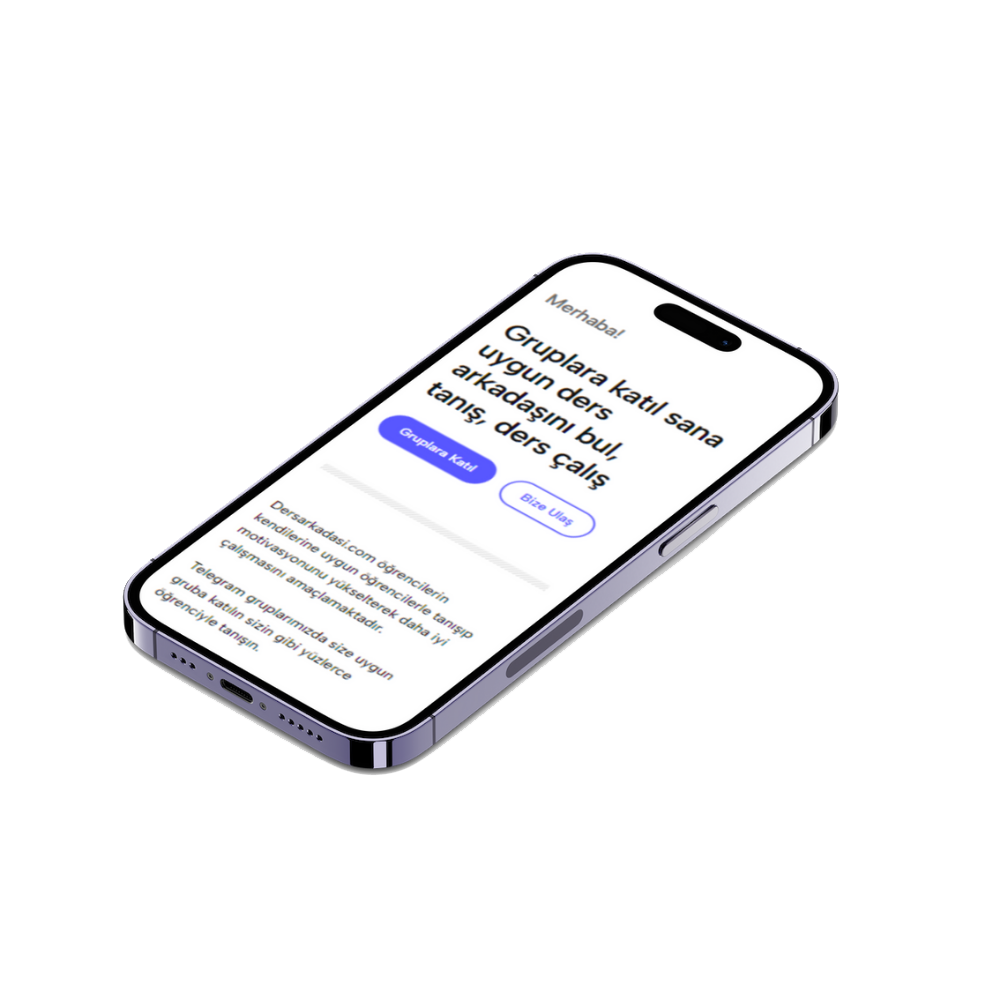 Merhaba!
Gruplara katıl sana
uygun ders
arkadaşını bul,
tanış, ders çalış
Gruplara Katıl
Bize Ulaş
Dersarkadasi.com öğrencilerin
kendilerine uygun öğrencilerle tanışıp
motivasyonunu yükselterek daha iyi
çalışmasını amaçlamaktadır.
Telegram gruplarımızda size uygun
gruba katılın sizin gibi yüzlerce
öğrenciyle tanışın.